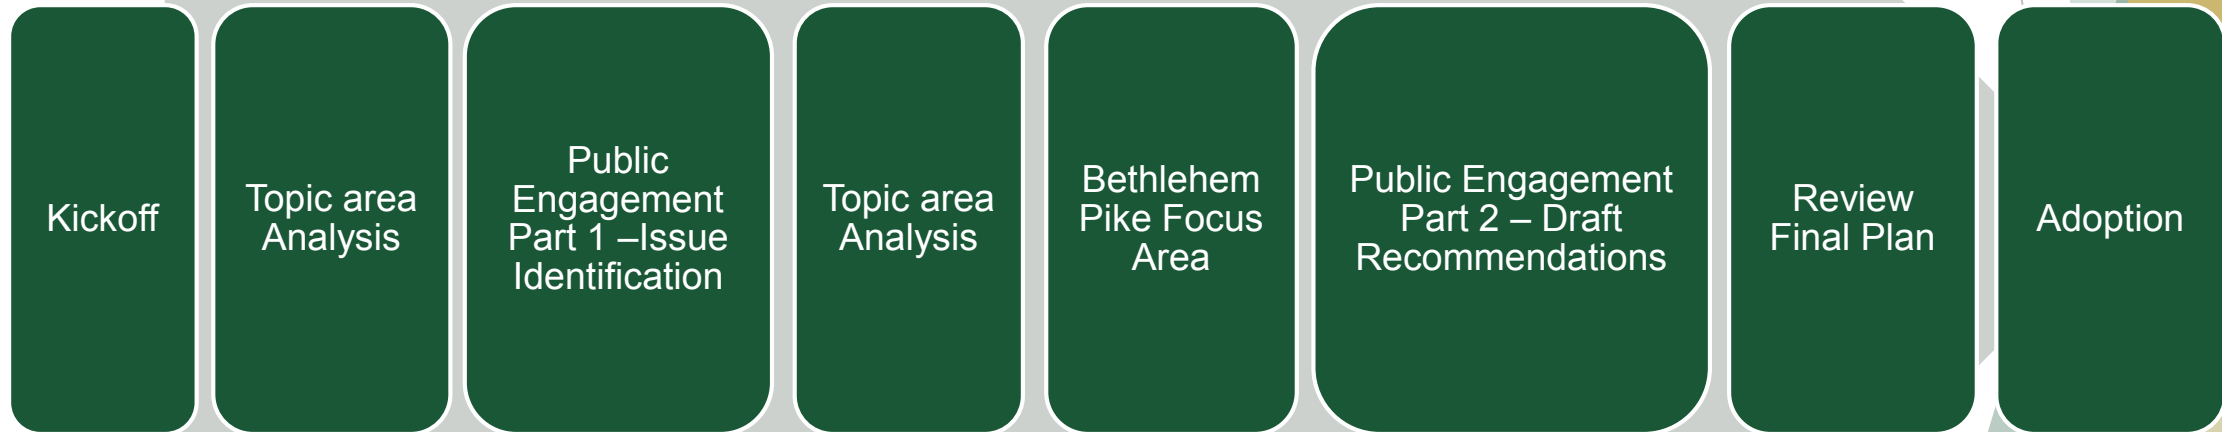 Kickoff
Topic area
Analysis
Public
Engagement
Part 1 –Issue
Identification
Topic area
Analysis
Bethlehem
Pike Focus
Area
Public Engagement
Part 2 – Draft
Recommendations
Review
Final Plan
Adoption